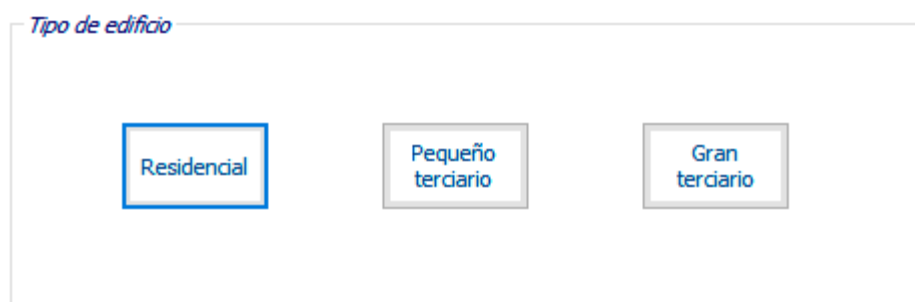 Tipo de edificio
Residencial
Pequeño
terciario
Gran
terciario